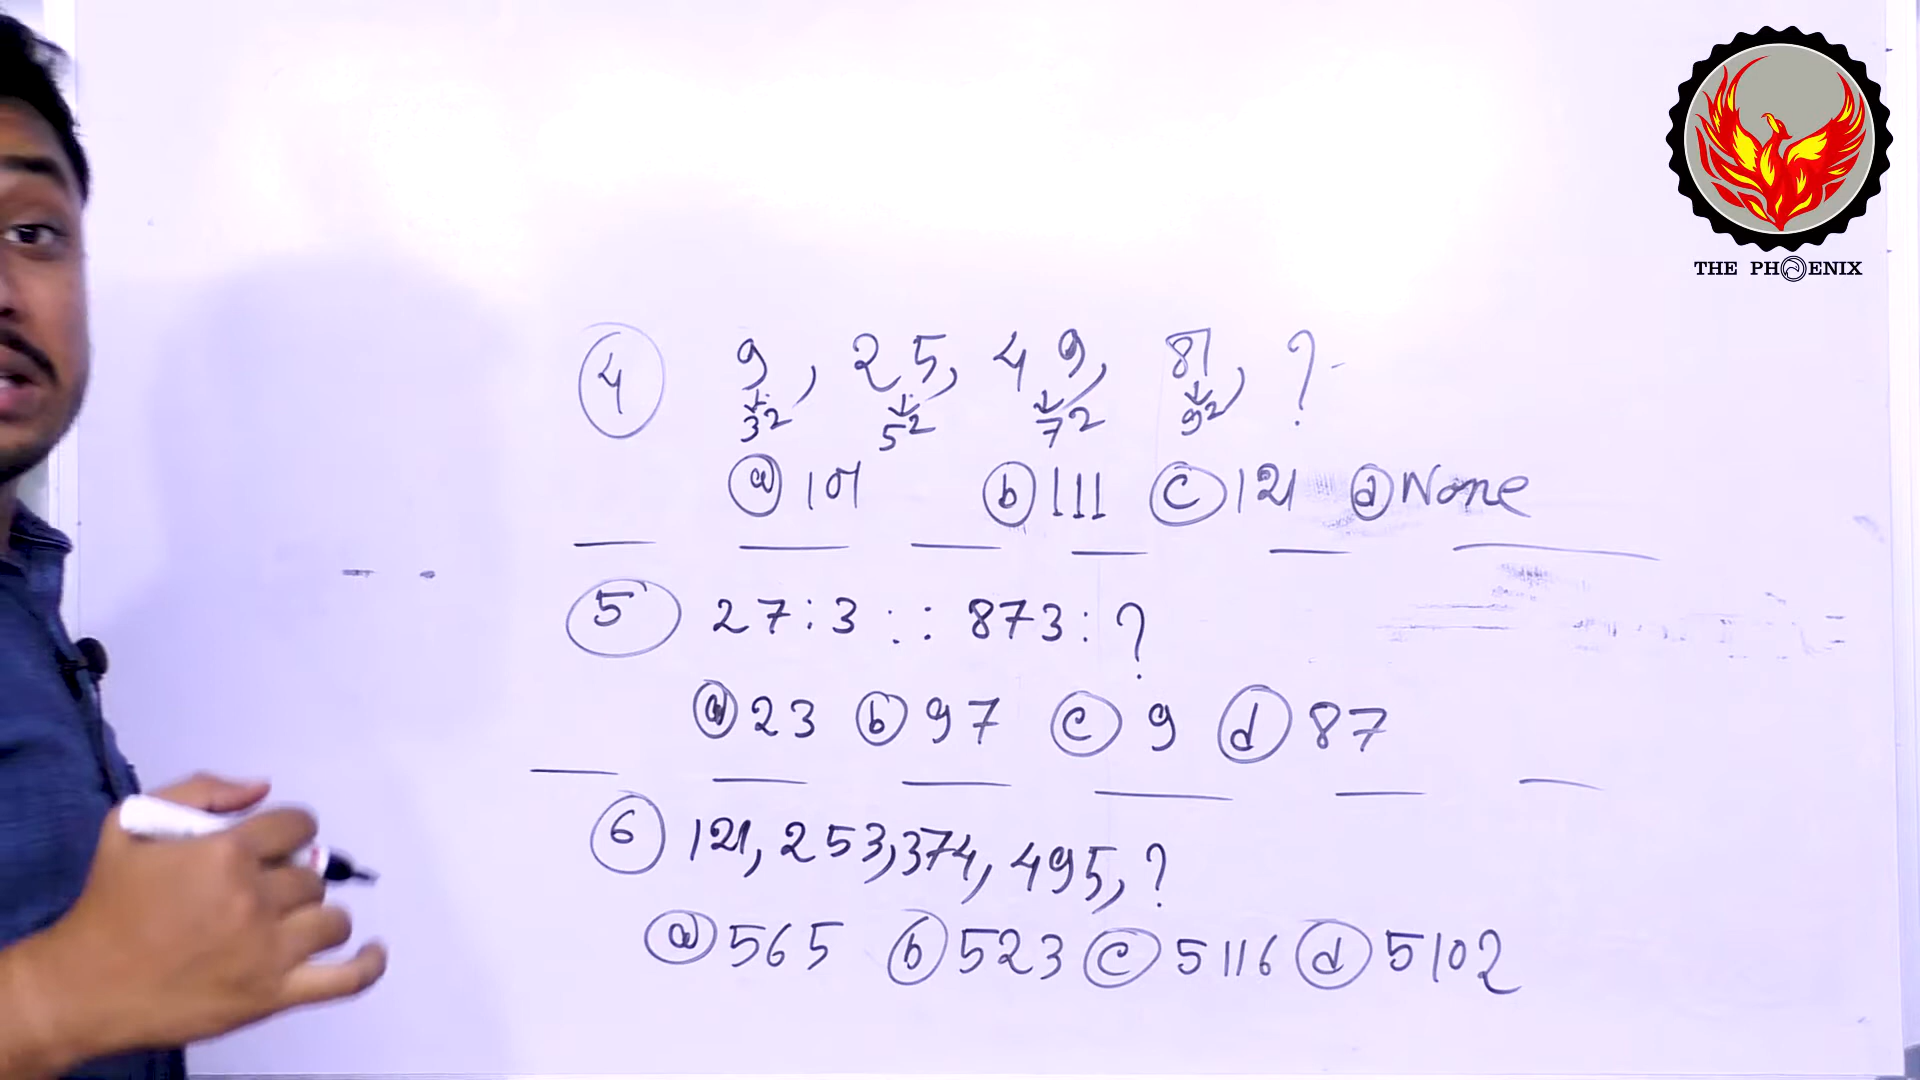 THE PHOENIX
4 9, 25, 49, 81, ?
3² 5² 7² 9²
a 101 b 111 c 121 d None
5 27:3 :: 873:?
a 23 b 97 c 9 d 87
6 121, 253, 374, 495, ?
a 565 b 523 c 5116 d 5102